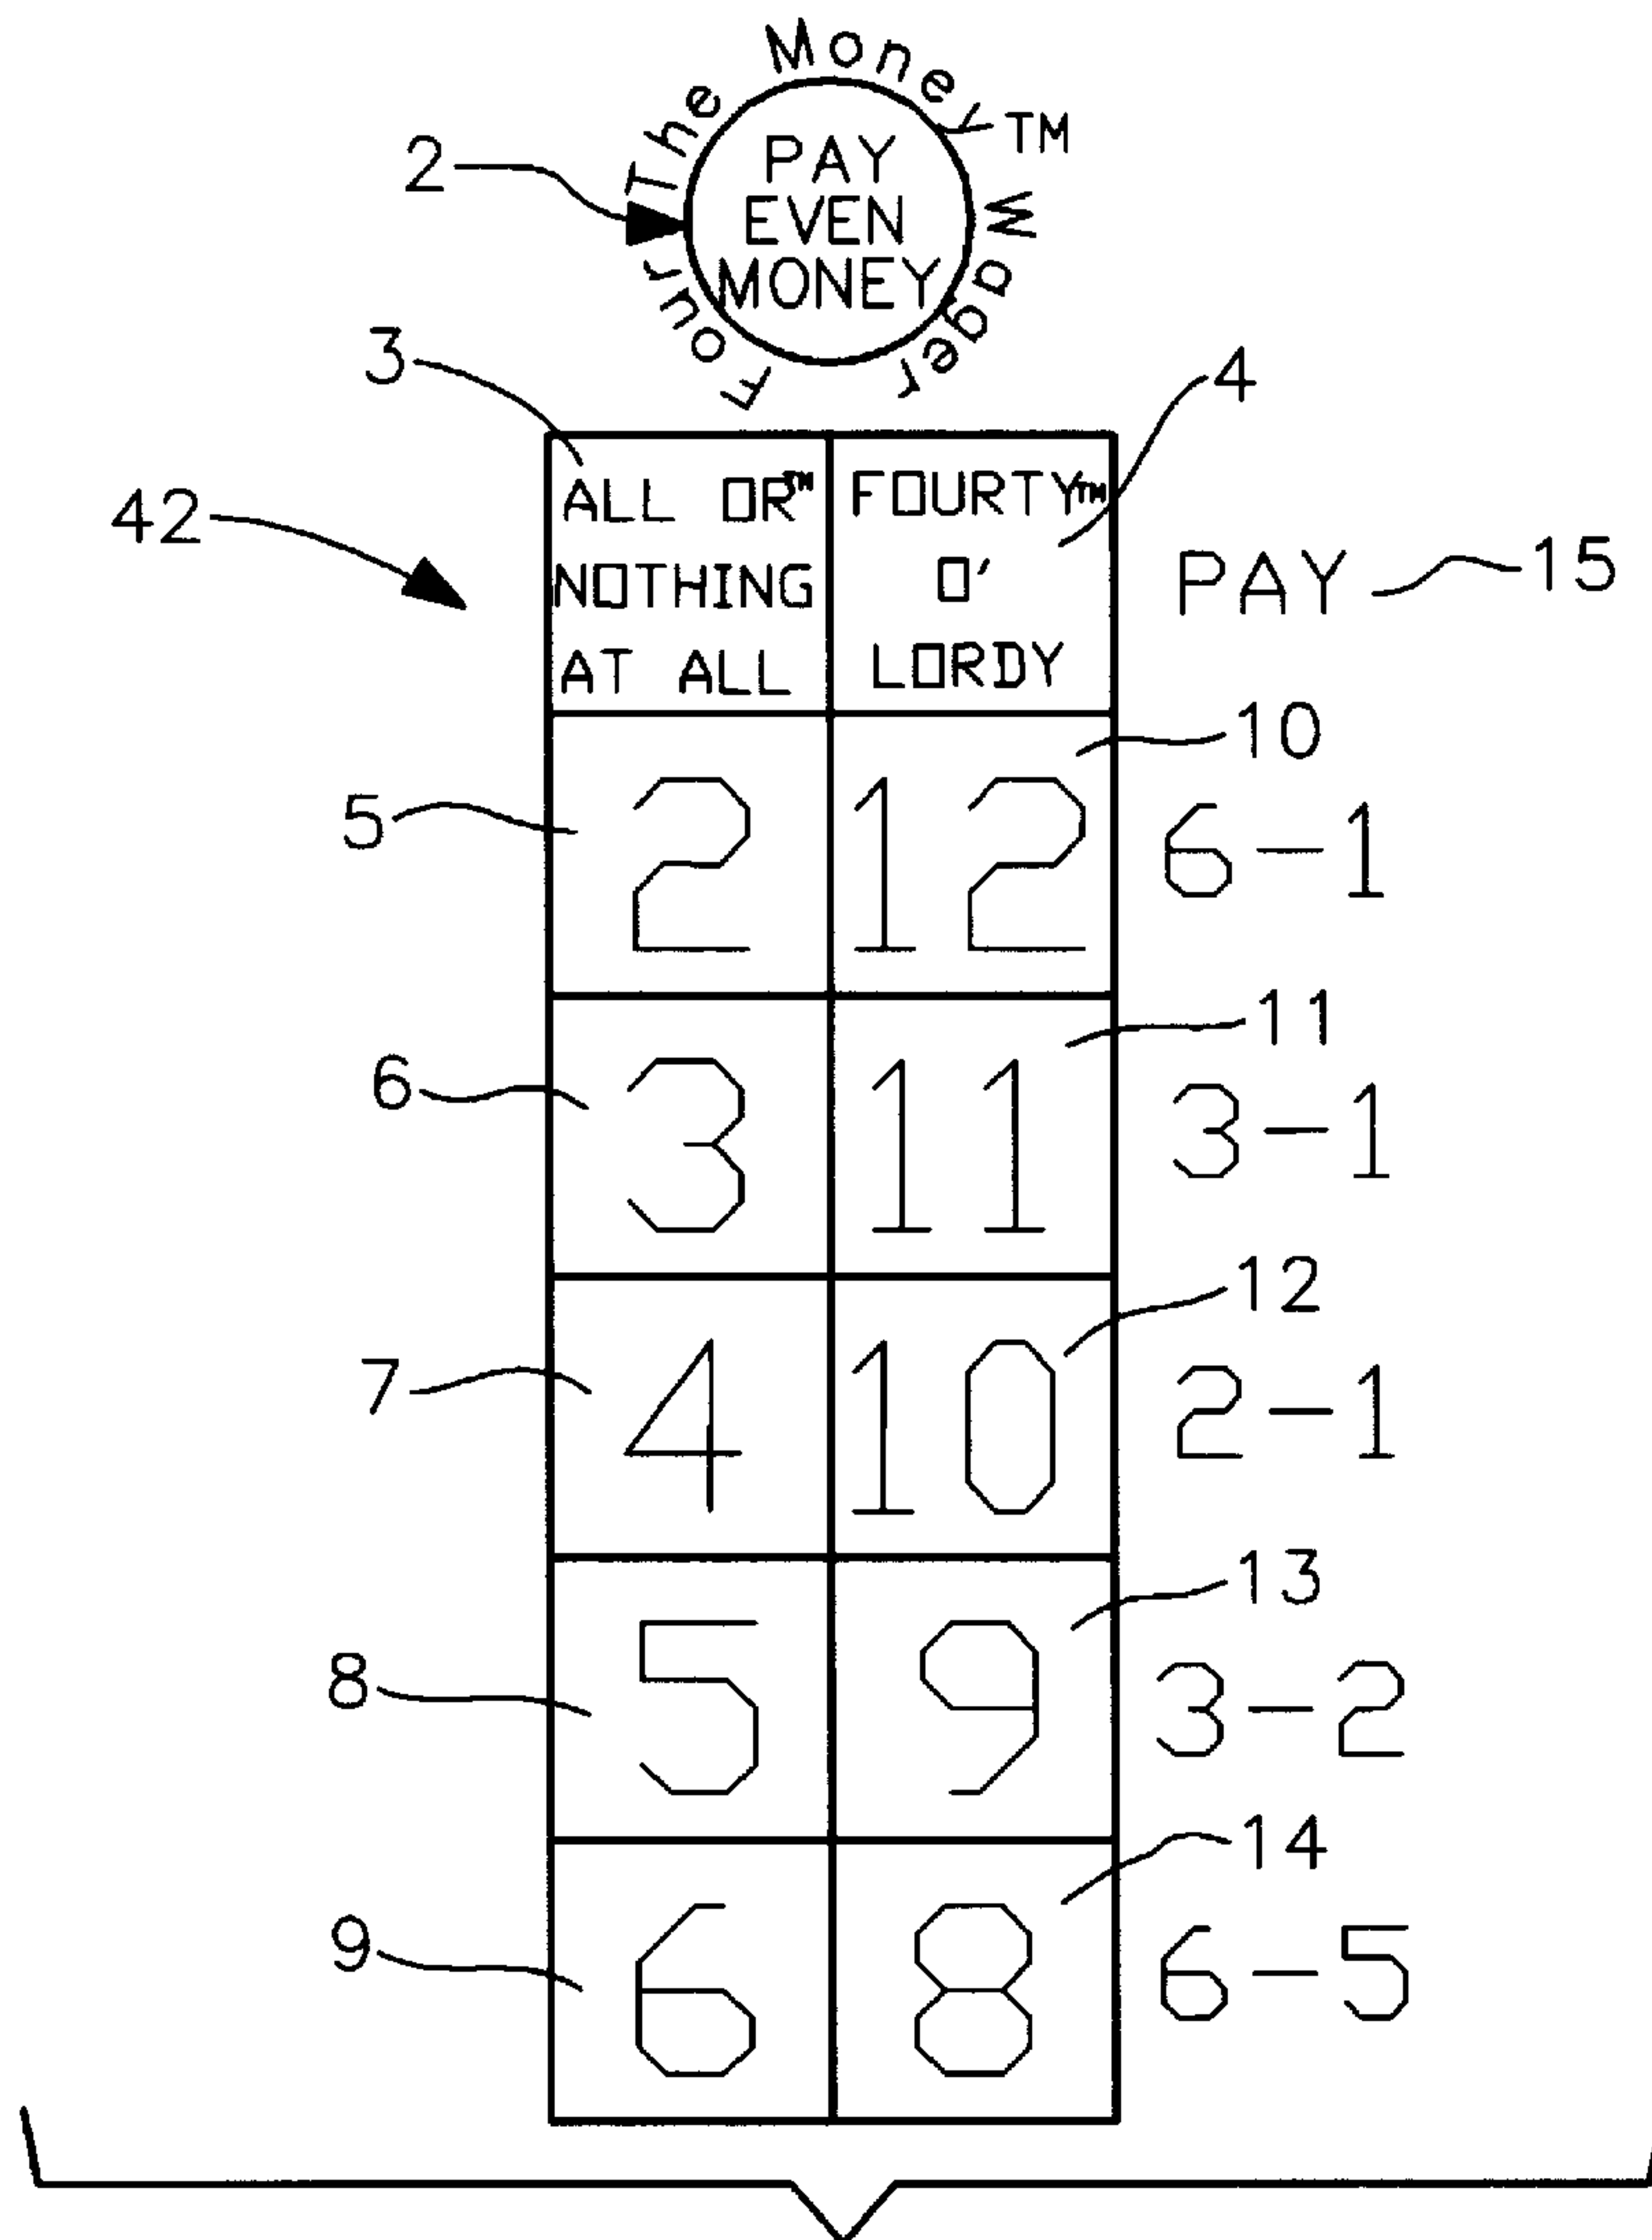 Four The Money™ Wager
PAY
EVEN
MONEY
2
3
4
42
ALL OR™
NOTHING
AT ALL
FOURTY™
O'
LORDY
PAY
15
10
5
2
12
6-1
11
6
3
11
3-1
12
7
4
10
2-1
13
8
5
9
3-2
14
9
6
8
6-5